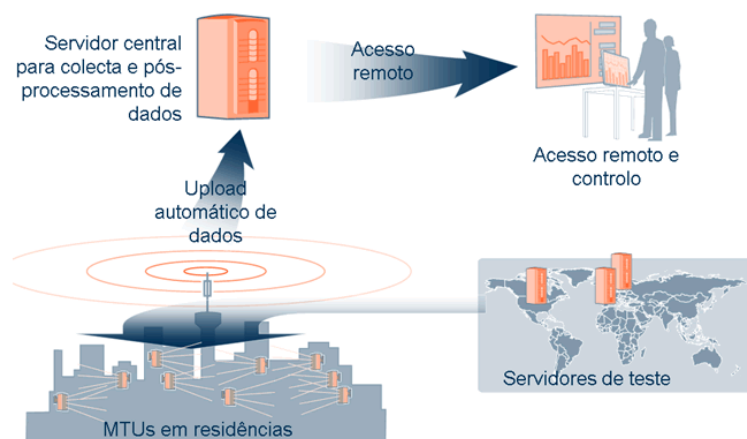 Servidor central
para colecta e pós-
processamento de
dados
Acesso
remoto
Acesso remoto e
controlo
Upload
automático de
dados
Servidores de teste
MTUs em residências